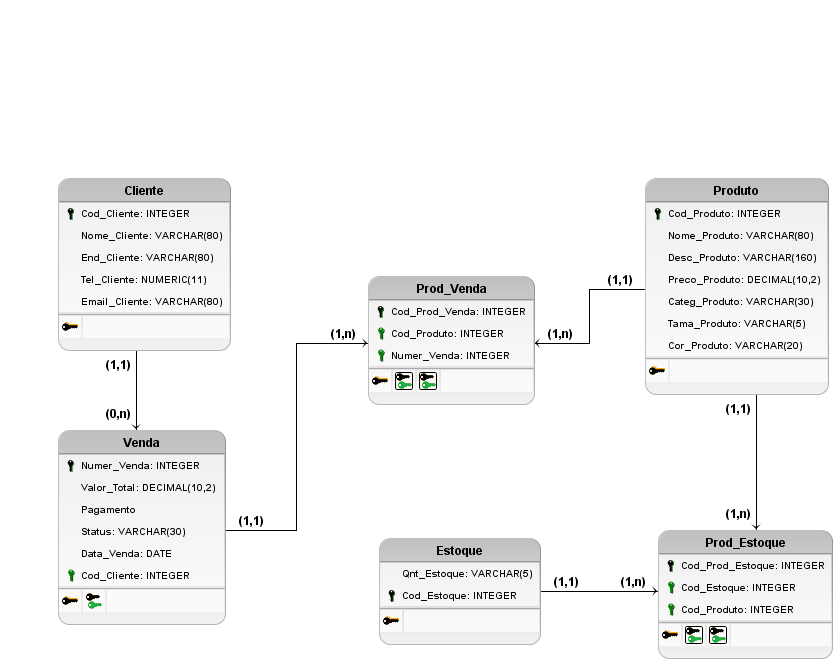 Cliente
Cod_Cliente: INTEGER
Nome_Cliente: VARCHAR(80)
End_Cliente: VARCHAR(80)
Tel_Cliente: NUMERIC(11)
Email_Cliente: VARCHAR(80)
Produto
Cod_Produto: INTEGER
Nome_Produto: VARCHAR(80)
Desc_Produto: VARCHAR(160)
Preco_Produto: DECIMAL(10,2)
Categ_Produto: VARCHAR(30)
Tama_Produto: VARCHAR(5)
Cor_Produto: VARCHAR(20)
(1,1)
Prod_Venda
Cod_Prod_Venda: INTEGER
Cod_Produto: INTEGER
Numer_Venda: INTEGER
(1,n)
(1,n)
(1,1)
(0,n)
(1,1)
(1,n)
Venda
Numer_Venda: INTEGER
Valor_Total: DECIMAL(10,2)
Pagamento
Status: VARCHAR(30)
Data_Venda: DATE
Cod_Cliente: INTEGER
(1,1)
Estoque
Qnt_Estoque: VARCHAR(5)
Cod_Estoque: INTEGER
(1,1)
(1,n)
Prod_Estoque
Cod_Prod_Estoque: INTEGER
Cod_Estoque: INTEGER
Cod_Produto: INTEGER